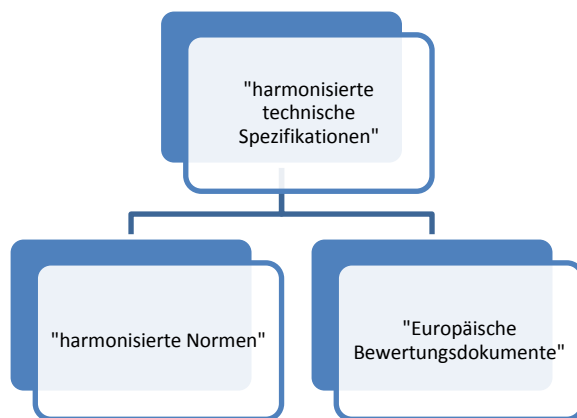 "harmonisierte
technische
Spezifikationen"
"harmonisierte Normen"
"Europäische
Bewertungsdokumente"